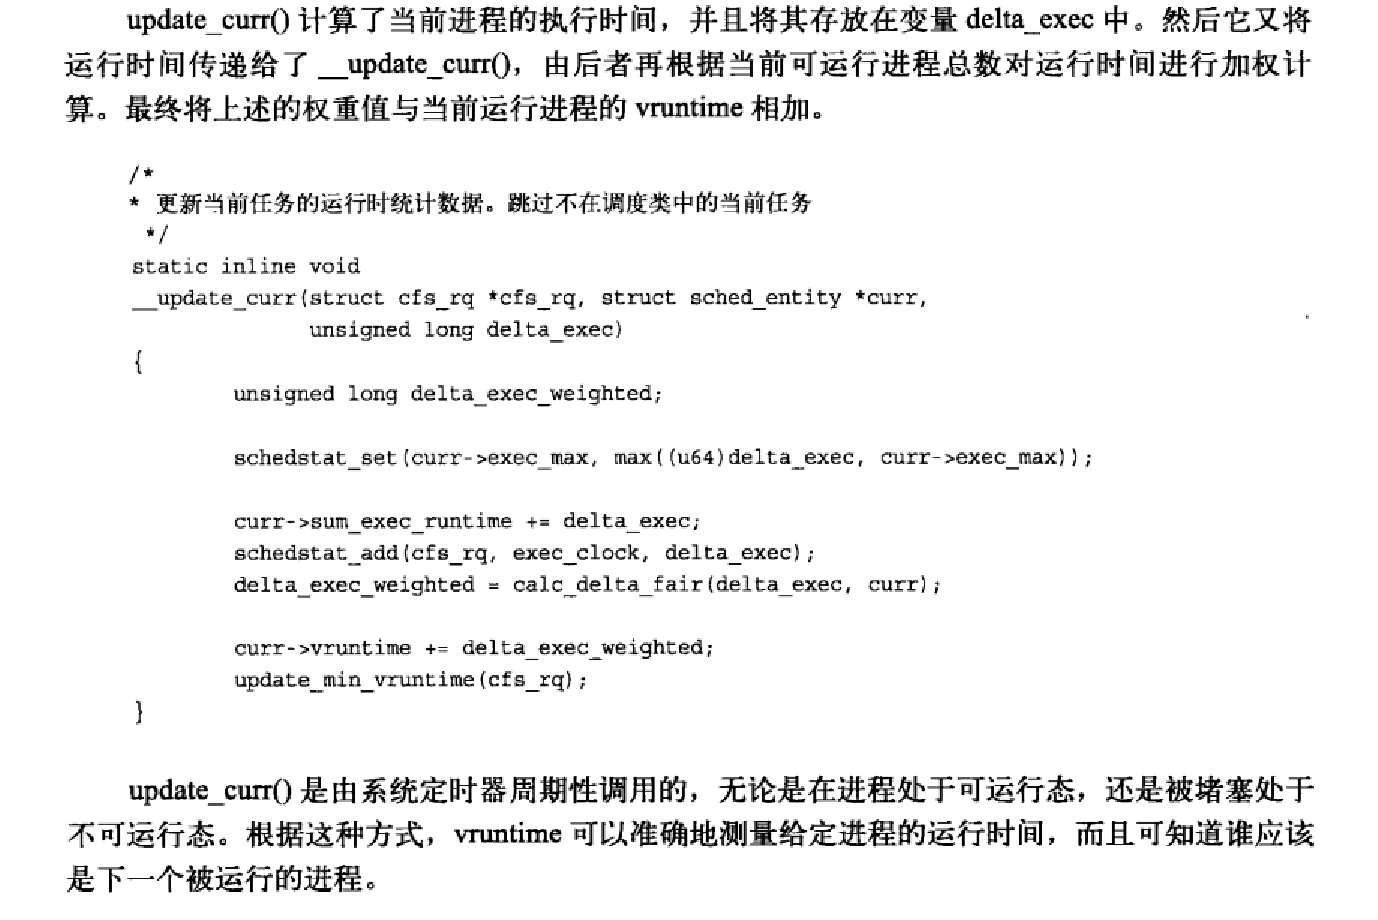 update_curr() 计算了当前进程的执行时间，并且将其存放在变量 delta_exec 中。然后它又将
运行时间传递给了 __update_curr()，由后者再根据当前可运行进程总数对运行时间进行加权计
算。最终将上述的权重值与当前运行进程的 vruntime 相加。
/*
* 更新当前任务的运行时统计数据。跳过不在调度类中的当前任务
*/
static inline void
__update_curr(struct cfs_rq *cfs_rq, struct sched_entity *curr,
unsigned long delta_exec)
{
unsigned long delta_exec_weighted;
schedstat_set(curr->exec_max, max((u64)delta_exec, curr->exec_max));
curr->sum_exec_runtime += delta_exec;
schedstat_add(cfs_rq, exec_clock, delta_exec);
delta_exec_weighted = calc_delta_fair(delta_exec, curr);
curr->vruntime += delta_exec_weighted;
update_min_vruntime(cfs_rq);
}
update_curr() 是由系统定时器周期性调用的，无论是在进程处于可运行态，还是被堵塞处于
不可运行态。根据这种方式，vruntime 可以准确地测量给定进程的运行时间，而且可知道谁应该
是下一个被运行的进程。